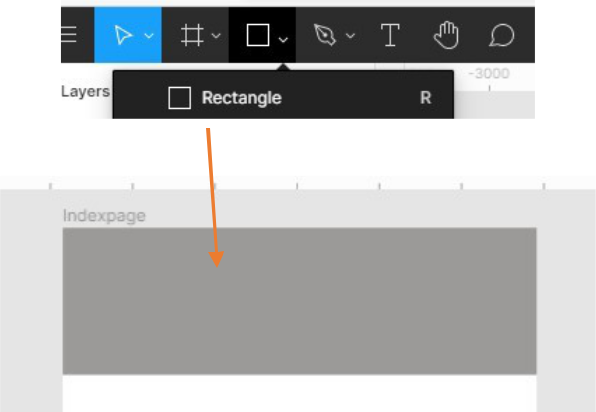 T
-3000
Layers
Rectangle R
Indexpage